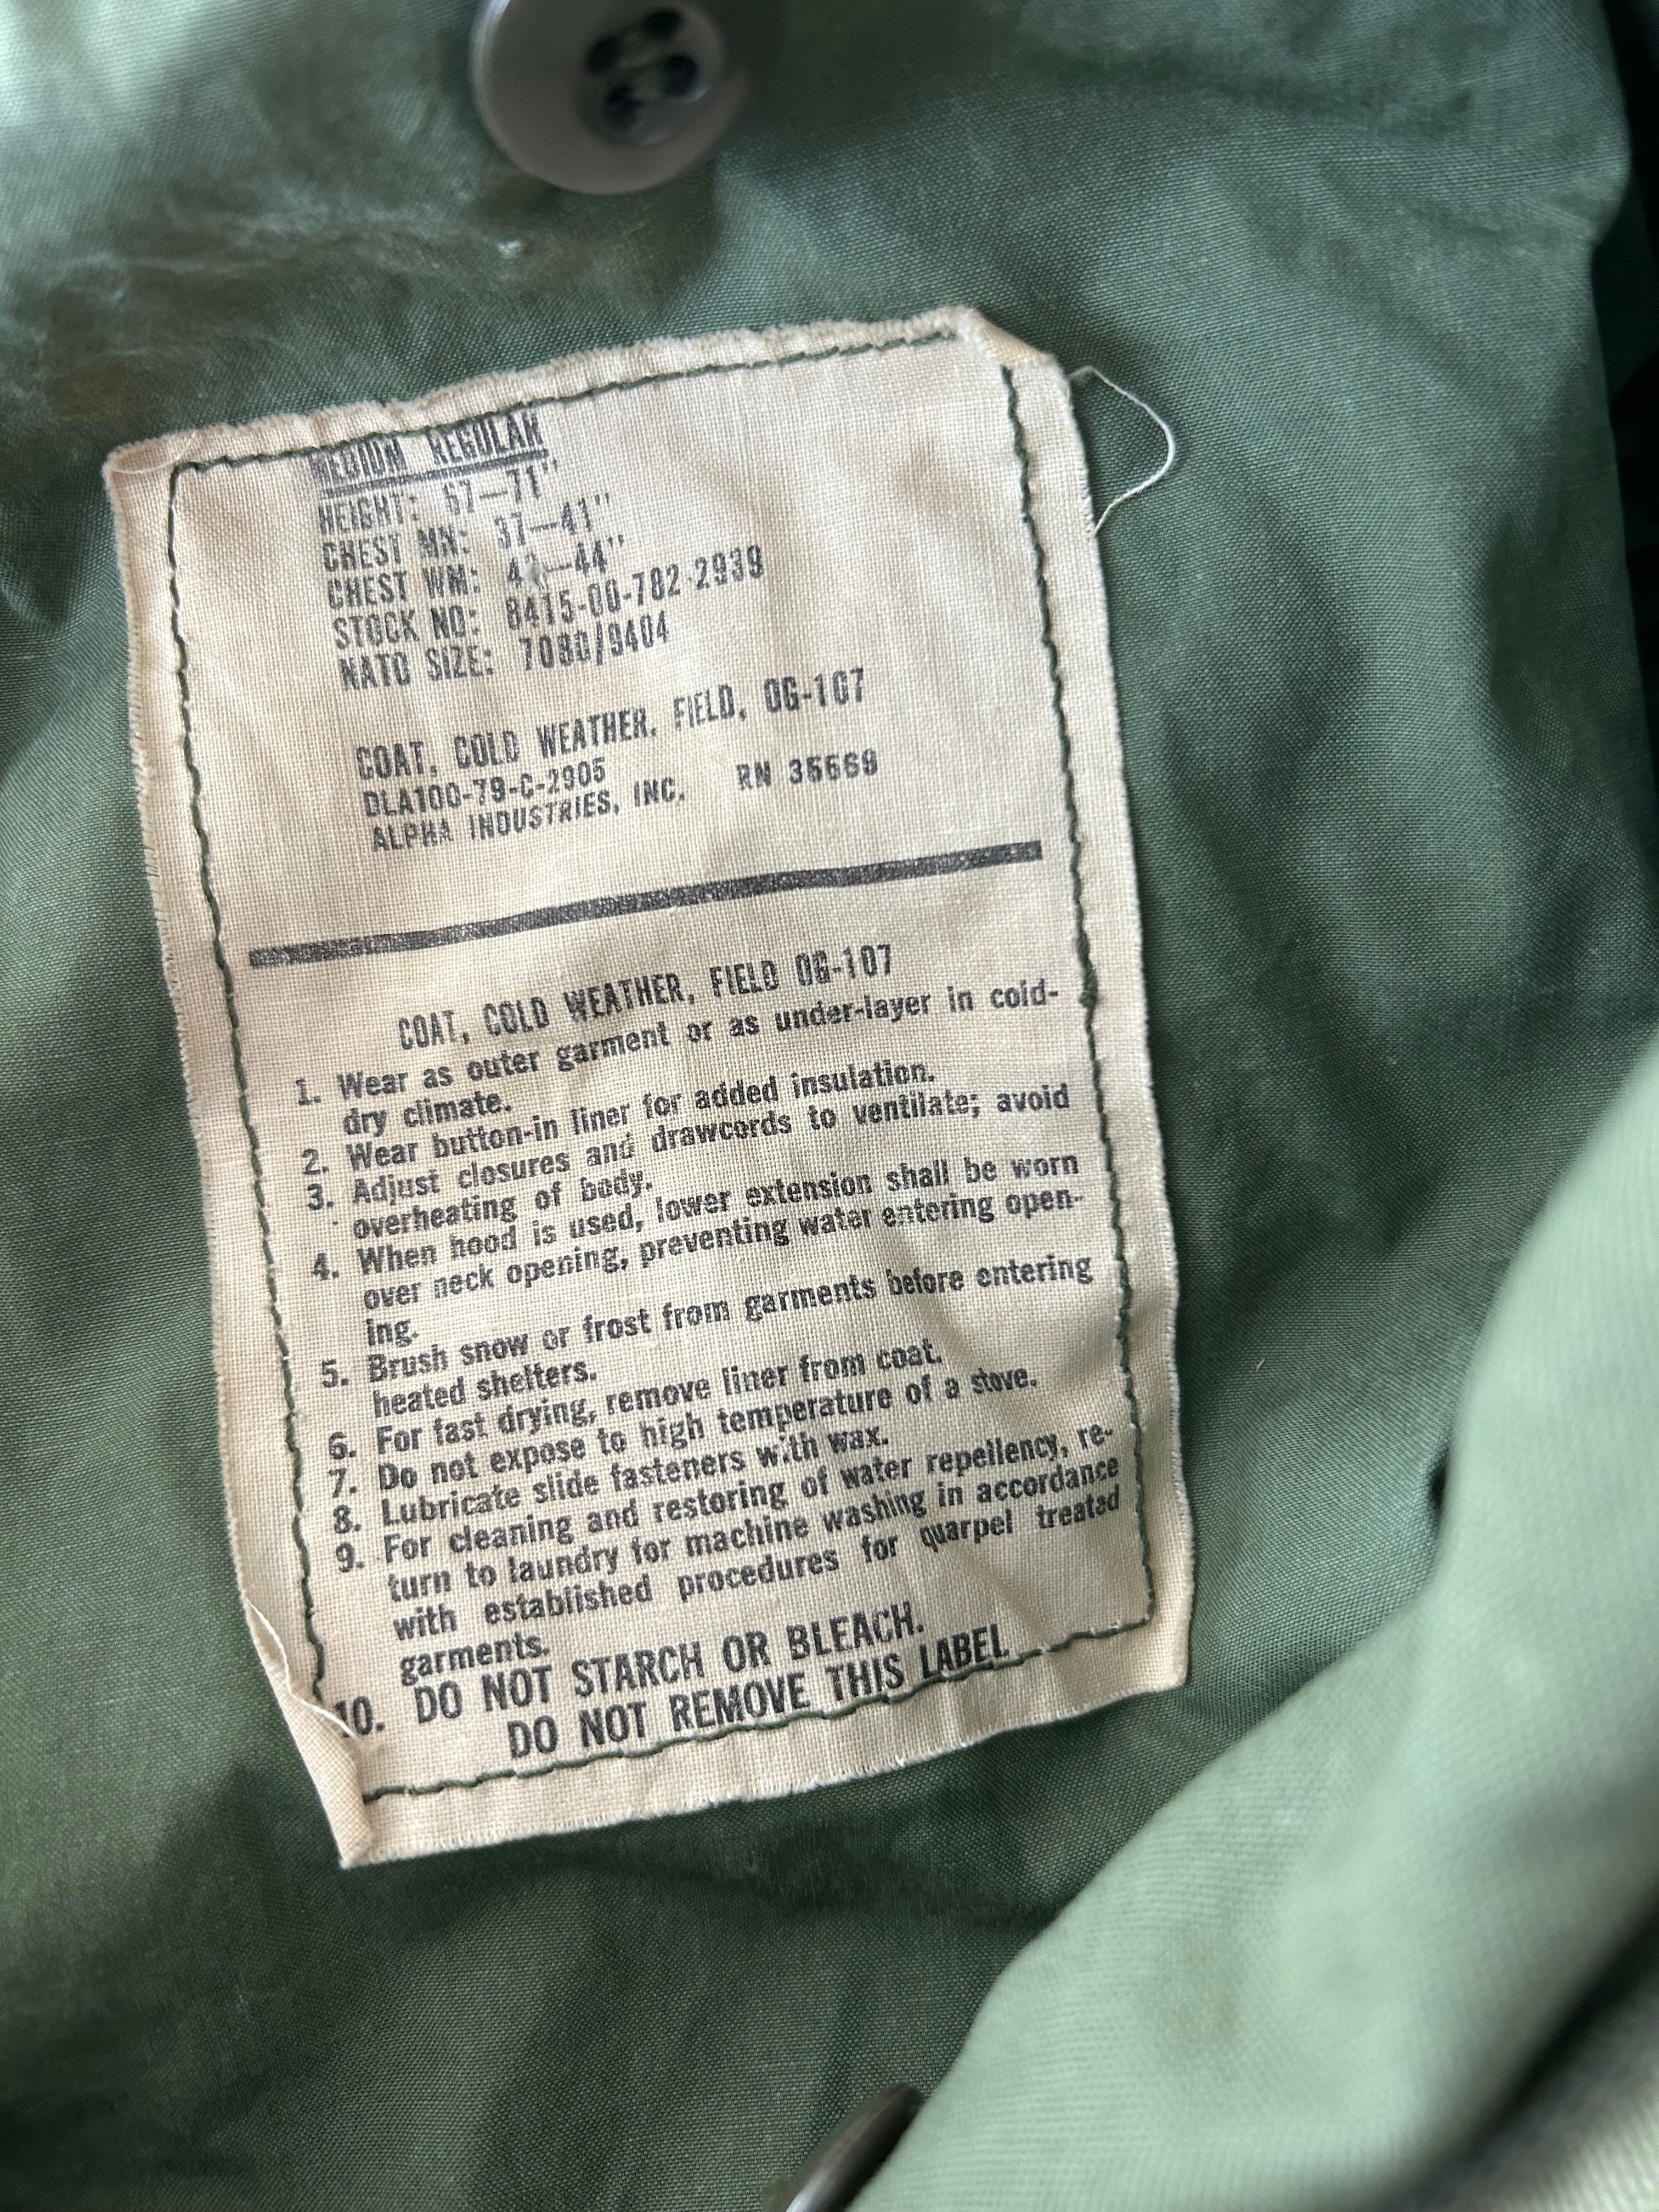 MEDIUM REGULAR
HEIGHT: 67—71"
CHEST MN: 37—41"
CHEST WM: —44"
STOCK NO: 8415-00-782-2939
NATO SIZE: 7080/9404
COAT, COLD WEATHER, FIELD, OG-107
DLA100-79-C-2905
ALPHA INDUSTRIES, INC. RN
COAT, COLD WEATHER, FIELD OG-107
1. Wear as outer garment or as under-layer in cold-
dry climate.
2. Wear button-in liner for added insulation.
3. Adjust closures and drawcords to ventilate; avoid
overheating of body.
4. When hood is used, lower extension shall be worn
over neck opening, preventing water entering open-
ing.
5. Brush snow or frost from garments before entering
heated shelters.
6. For fast drying, remove liner from coat.
7. Do not expose to high temperature of a stove.
8. Lubricate slide fasteners with wax.
9. For cleaning and restoring of water repellency, re-
turn to laundry for machine washing in accordance
with established procedures for quarpel treated
garments.
10. DO NOT STARCH OR BLEACH.
DO NOT REMOVE THIS LABEL